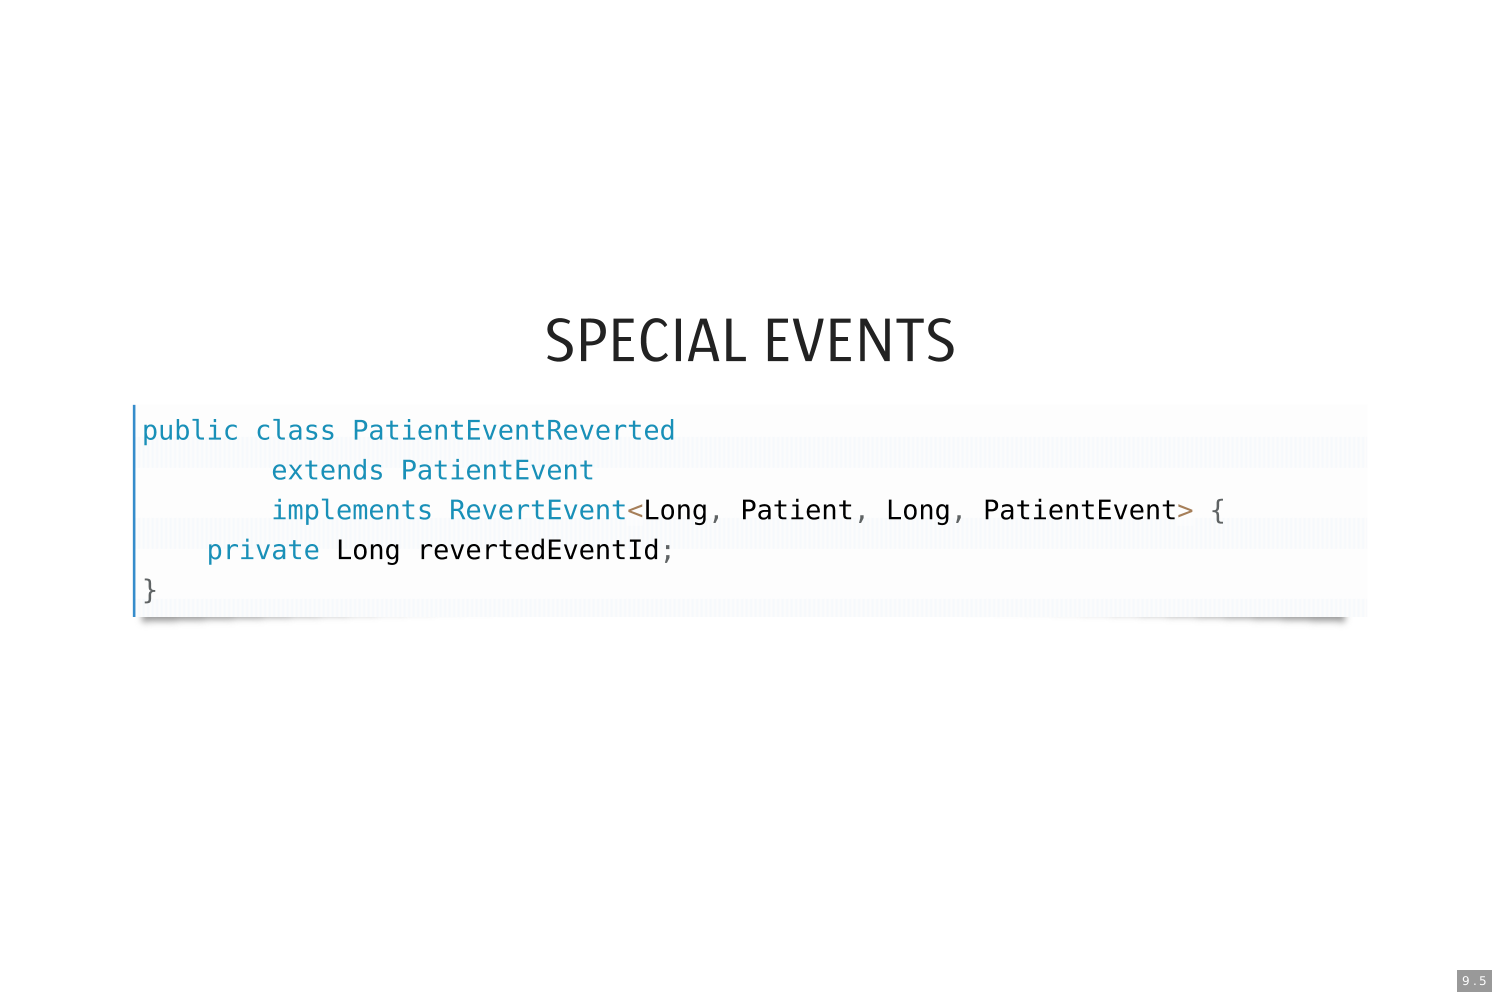 SPECIAL EVENTS
public class PatientEventReverted
        extends PatientEvent
        implements RevertEvent<Long, Patient, Long, PatientEvent> {
    private Long revertedEventId;
}
9.5